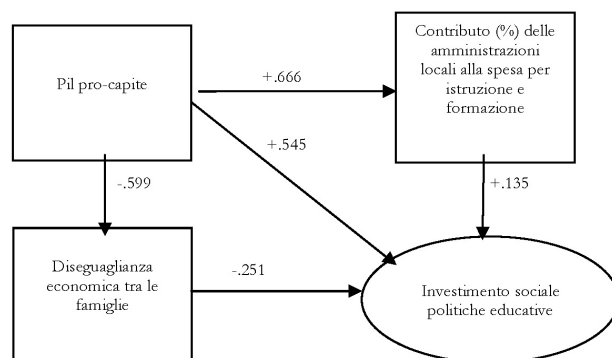 Pil pro-capite
+.666
Contributo (%) delle
amministrazioni
locali alla spesa per
istruzione e
formazione
+.545
-.599
+.135
Diseguaglianza
economica tra le
famiglie
-.251
Investimento sociale
politiche educative